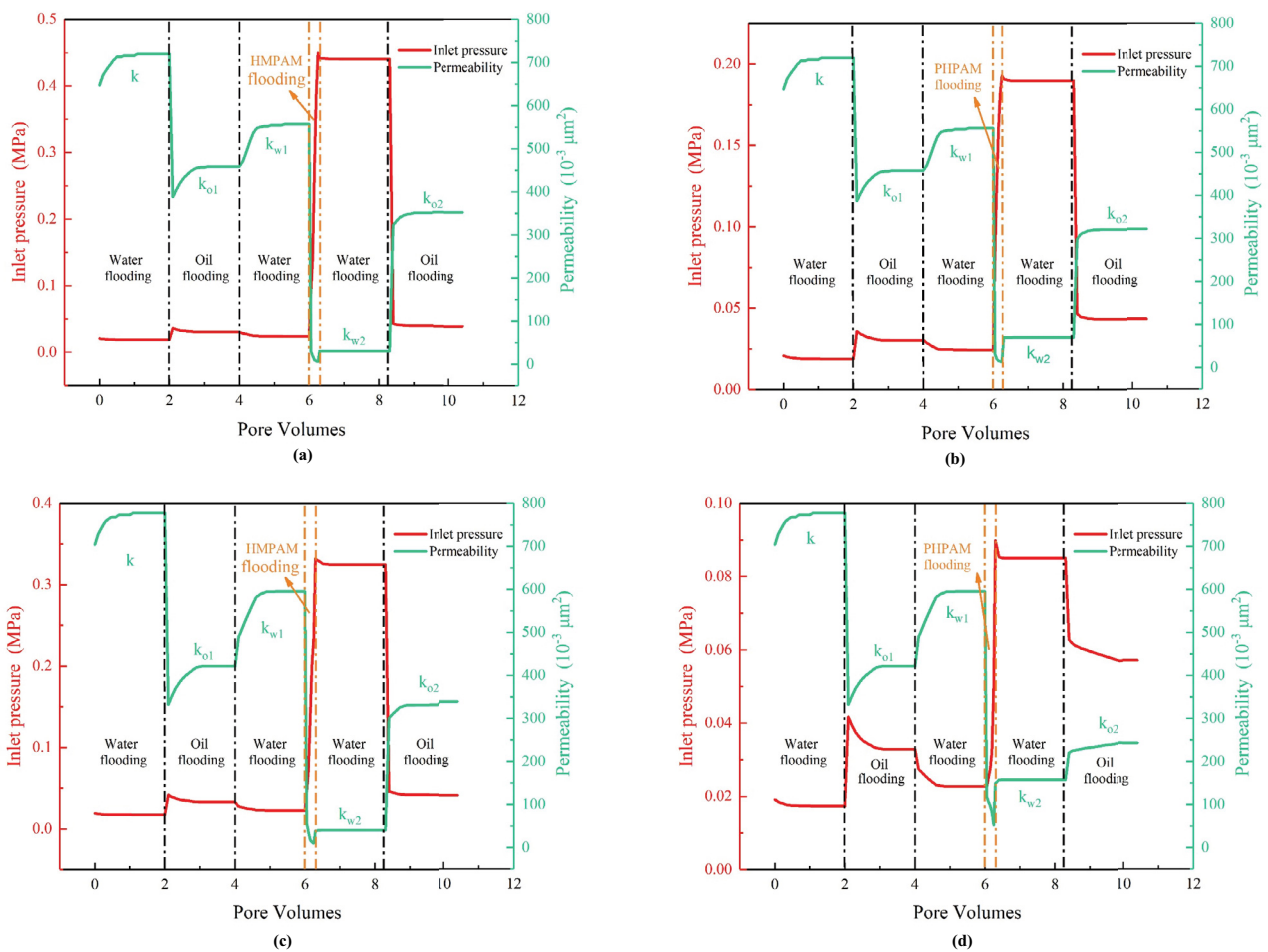 0.5
0.4
0.3
0.2
0.1
0.0
Inlet pressure (MPa)
800
700
600
500
400
300
200
100
0
Permeability (10⁻³ μm²)
Inlet pressure
Permeability
HMPAM
flooding
k
k_o1
k_w1
k_w2
k_o2
Water
flooding
Oil
flooding
Water
flooding
Water
flooding
Oil
flooding
0 2 4 6 8 10 12
Pore Volumes
(a)
0.20
0.15
0.10
0.05
0.00
Inlet pressure (MPa)
800
700
600
500
400
300
200
100
0
Permeability (10⁻³ μm²)
Inlet pressure
Permeability
PHPAM
flooding
k
k_o1
k_w1
k_w2
k_o2
Water
flooding
Oil
flooding
Water
flooding
Water
flooding
Oil
flooding
0 2 4 6 8 10 12
Pore Volumes
(b)
0.4
0.3
0.2
0.1
0.0
Inlet pressure (MPa)
800
700
600
500
400
300
200
100
0
Permeability (10⁻³ μm²)
Inlet pressure
Permeability
HMPAM
flooding
k
k_o1
k_w1
k_w2
k_o2
Water
flooding
Oil
flooding
Water
flooding
Water
flooding
Oil
flooding
0 2 4 6 8 10 12
Pore Volumes
(c)
0.10
0.08
0.06
0.04
0.02
0.00
Inlet pressure (MPa)
800
700
600
500
400
300
200
100
0
Permeability (10⁻³ μm²)
Inlet pressure
Permeability
PHPAM
flooding
k
k_o1
k_w1
k_w2
k_o2
Water
flooding
Oil
flooding
Water
flooding
Water
flooding
Oil
flooding
0 2 4 6 8 10 12
Pore Volumes
(d)